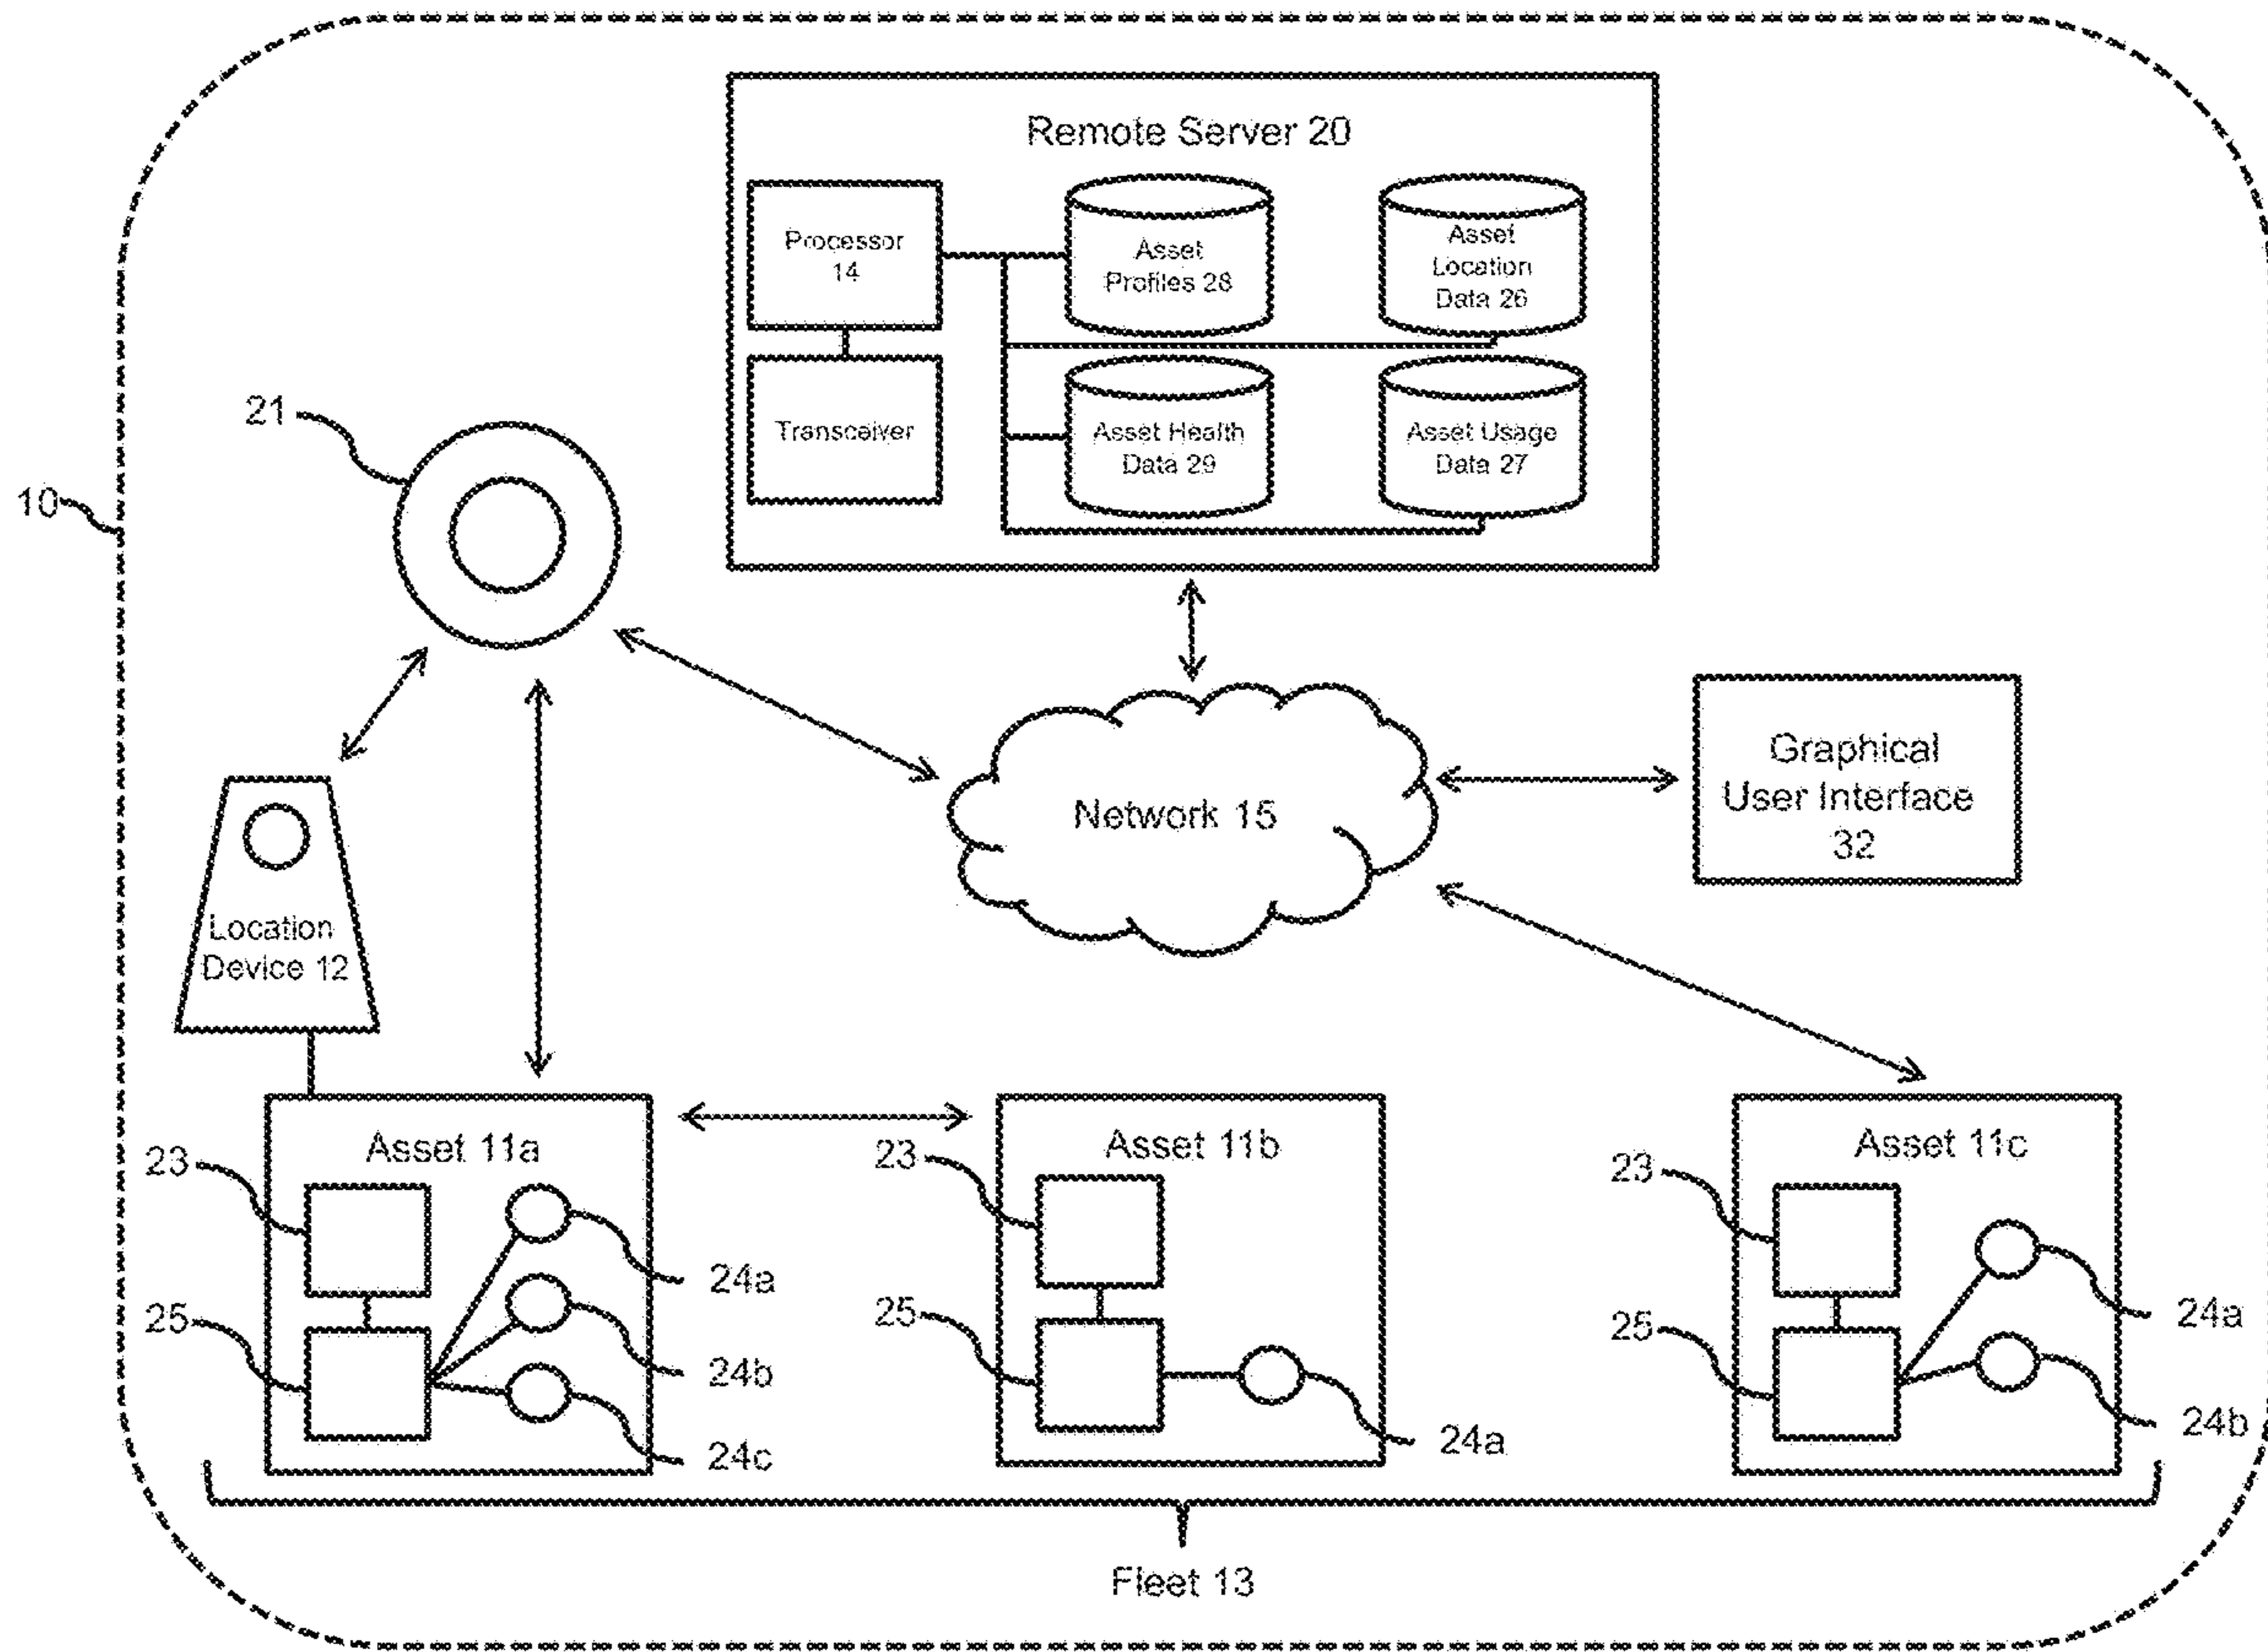 Remote Server 20
Processor
14
Asset
Profiles 28
Asset
Location
Data 26
Transceiver
Asset Health
Data 29
Asset Usage
Data 27
21
10
Network 15
Graphical
User Interface
32
Location
Device 12
Asset 11a
23
25
24a
24b
24c
Asset 11b
23
25
24a
Asset 11c
23
25
24a
24b
Fleet 13